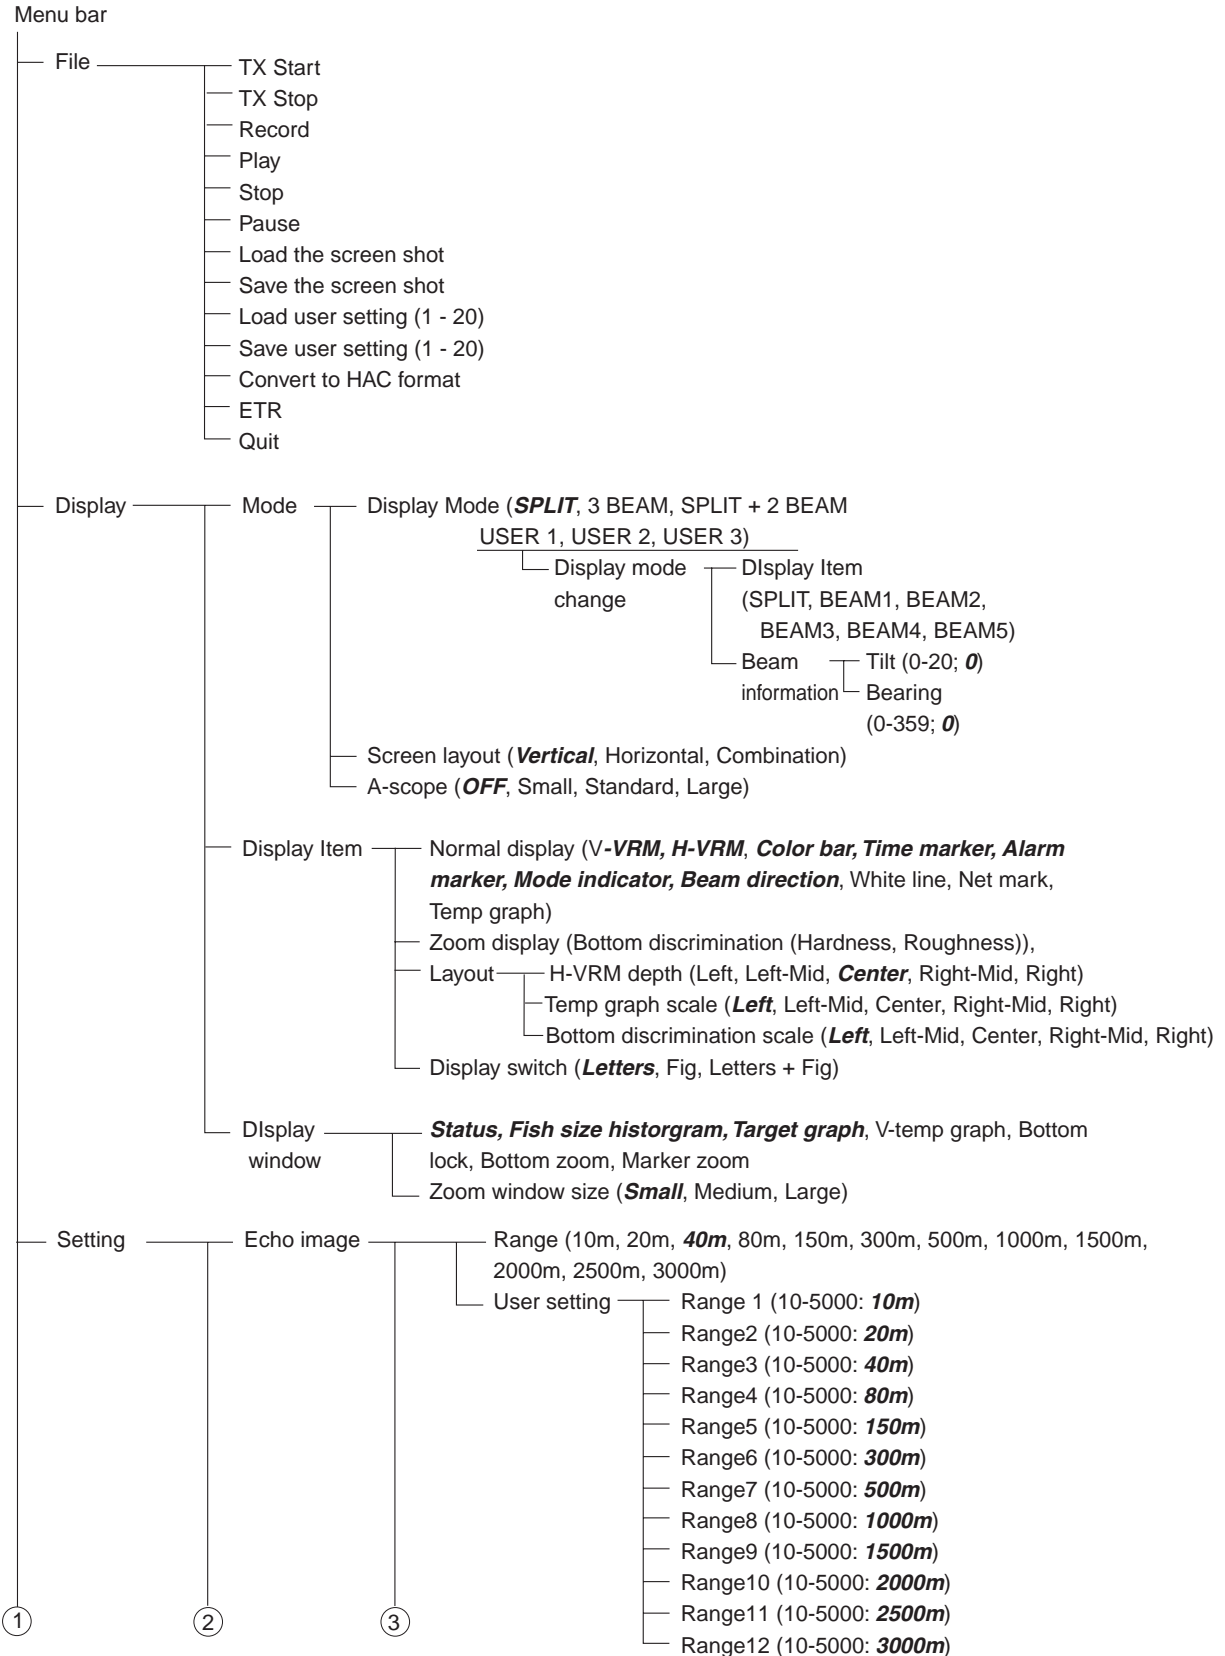 Menu bar
File
TX Start
TX Stop
Record
Play
Stop
Pause
Load the screen shot
Save the screen shot
Load user setting (1 - 20)
Save user setting (1 - 20)
Convert to HAC format
ETR
Quit
Display
Mode
Display Mode (SPLIT, 3 BEAM, SPLIT + 2 BEAM
USER 1, USER 2, USER 3)
Display mode
change
DIsplay Item
(SPLIT, BEAM1, BEAM2,
BEAM3, BEAM4, BEAM5)
Beam
information
Tilt (0-20; 0)
Bearing
(0-359; 0)
Screen layout (Vertical, Horizontal, Combination)
A-scope (OFF, Small, Standard, Large)
Display Item
Normal display (V-VRM, H-VRM, Color bar, Time marker, Alarm
marker, Mode indicator, Beam direction, White line, Net mark,
Temp graph)
Zoom display (Bottom discrimination (Hardness, Roughness)),
Layout
H-VRM depth (Left, Left-Mid, Center, Right-Mid, Right)
Temp graph scale (Left, Left-Mid, Center, Right-Mid, Right)
Bottom discrimination scale (Left, Left-Mid, Center, Right-Mid, Right)
Display switch (Letters, Fig, Letters + Fig)
DIsplay
window
Status, Fish size historgram, Target graph, V-temp graph, Bottom
lock, Bottom zoom, Marker zoom
Zoom window size (Small, Medium, Large)
Setting
Echo image
Range (10m, 20m, 40m, 80m, 150m, 300m, 500m, 1000m, 1500m,
2000m, 2500m, 3000m)
User setting
Range 1 (10-5000: 10m)
Range2 (10-5000: 20m)
Range3 (10-5000: 40m)
Range4 (10-5000: 80m)
Range5 (10-5000: 150m)
Range6 (10-5000: 300m)
Range7 (10-5000: 500m)
Range8 (10-5000: 1000m)
Range9 (10-5000: 1500m)
Range10 (10-5000: 2000m)
Range11 (10-5000: 2500m)
Range12 (10-5000: 3000m)
1
2
3